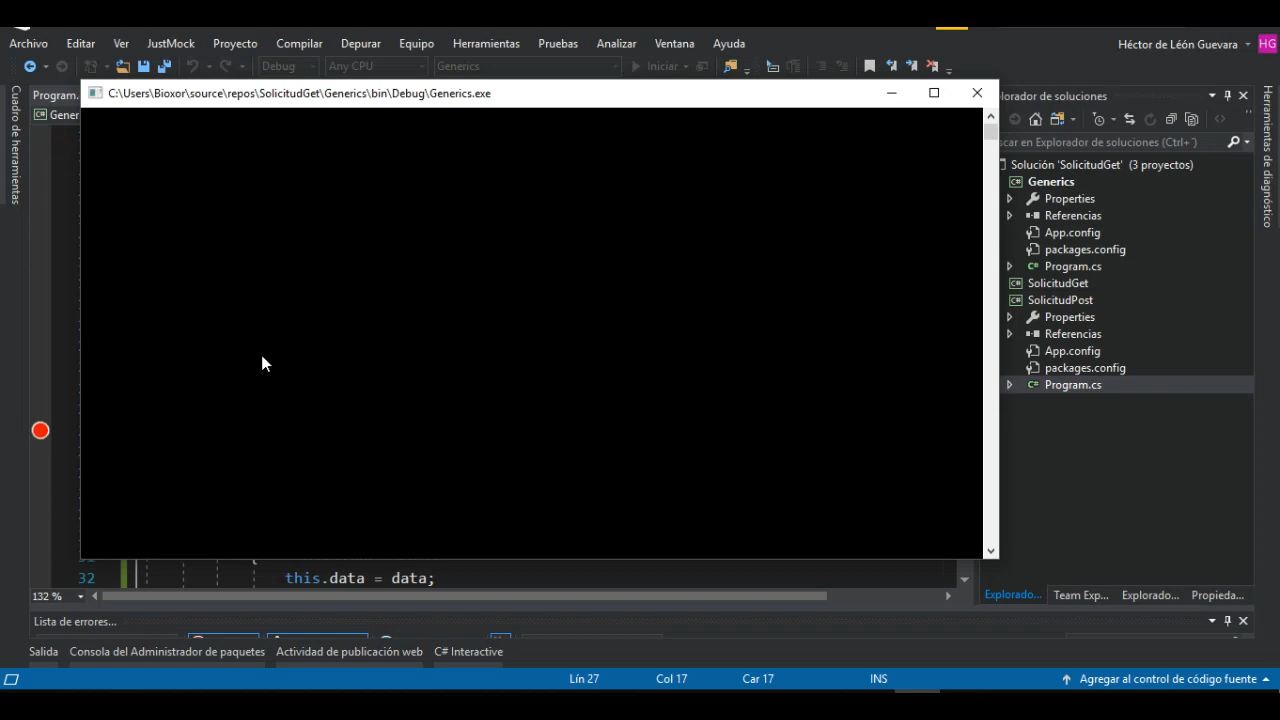 Archivo Editar Ver JustMock Proyecto Compilar Depurar Equipo Herramientas Pruebas Analizar Ventana Ayuda Héctor de León Guevara HG
Debug Any CPU Generics Iniciar
Cuadro de herramientas
Program.
Gener
C:\Users\Bioxor\source\repos\SolicitudGet\Generics\bin\Debug\Generics.exe
32 this.data = data;
132 %
lorador de soluciones
scar en Explorador de soluciones (Ctrl+´)
Solución 'SolicitudGet' (3 proyectos)
C# Generics
Properties
Referencias
App.config
packages.config
C# Program.cs
C# SolicitudGet
C# SolicitudPost
Properties
Referencias
App.config
packages.config
C# Program.cs
Explorado... Team Exp... Explorado... Propieda...
Herramientas de diagnóstico
Lista de errores...
Salida Consola del Administrador de paquetes Actividad de publicación web C# Interactive
Lín 27 Col 17 Car 17 INS Agregar al control de código fuente